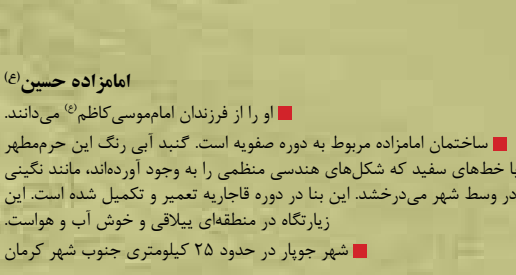 امامزاده حسین(ع)
او را از فرزندان امام‌موسی‌کاظم(ع) می‌دانند.
ساختمان امامزاده مربوط به دوره صفویه است. گنبد آبی رنگ این حرم‌مطهر
با خط‌های سفید که شکل‌های هندسی منظمی را به وجود آورده‌اند، مانند نگینی
در وسط شهر می‌درخشد. این بنا در دوره قاجاریه تعمیر و تکمیل شده است. این
زیارتگاه در منطقه‌ای ییلاقی و خوش آب و هواست.
شهر جوپار در حدود ۲۵ کیلومتری جنوب شهر کرمان